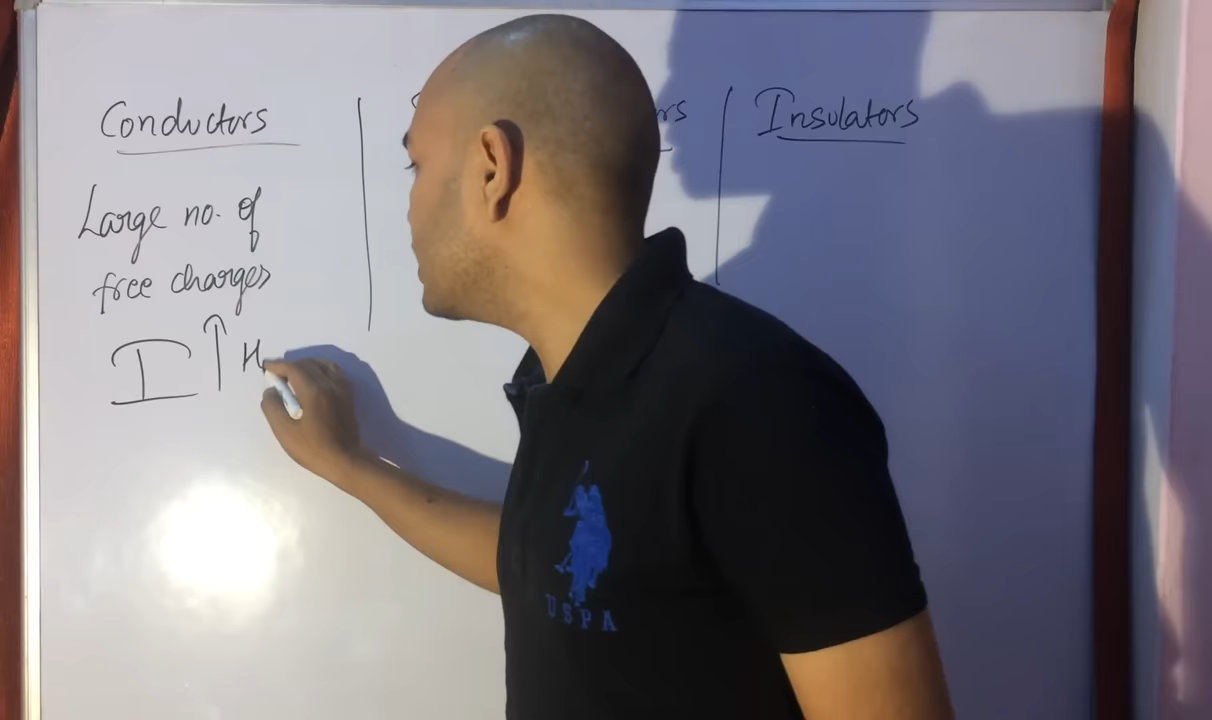 Conductors
Large no. of
free charges
I ↑ H
Insulators
USPA